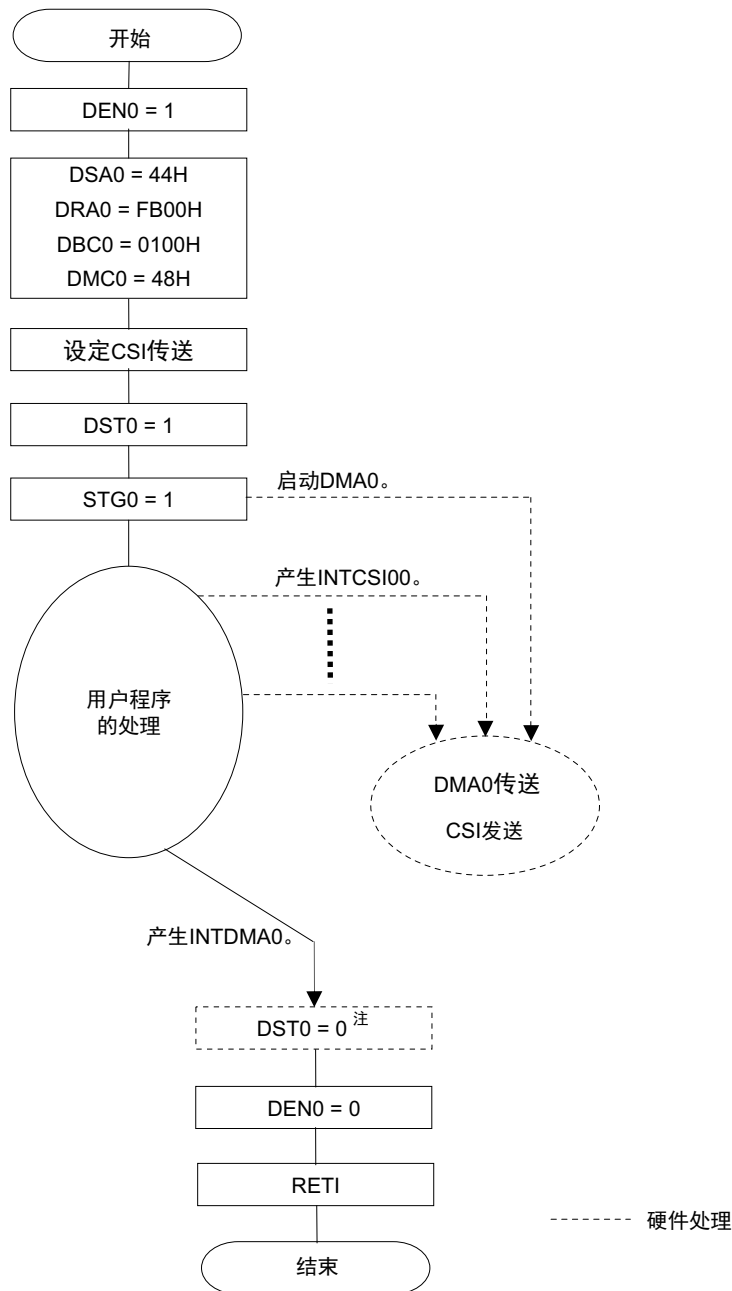 开始
DEN0 = 1
DSA0 = 44H
DRA0 = FB00H
DBC0 = 0100H
DMC0 = 48H
设定CSI传送
DST0 = 1
STG0 = 1
启动DMA0。
产生INTCSI00。
用户程序
的处理
DMA0传送
CSI发送
产生INTDMA0。
DST0 = 0 注
DEN0 = 0
RETI
硬件处理
结束